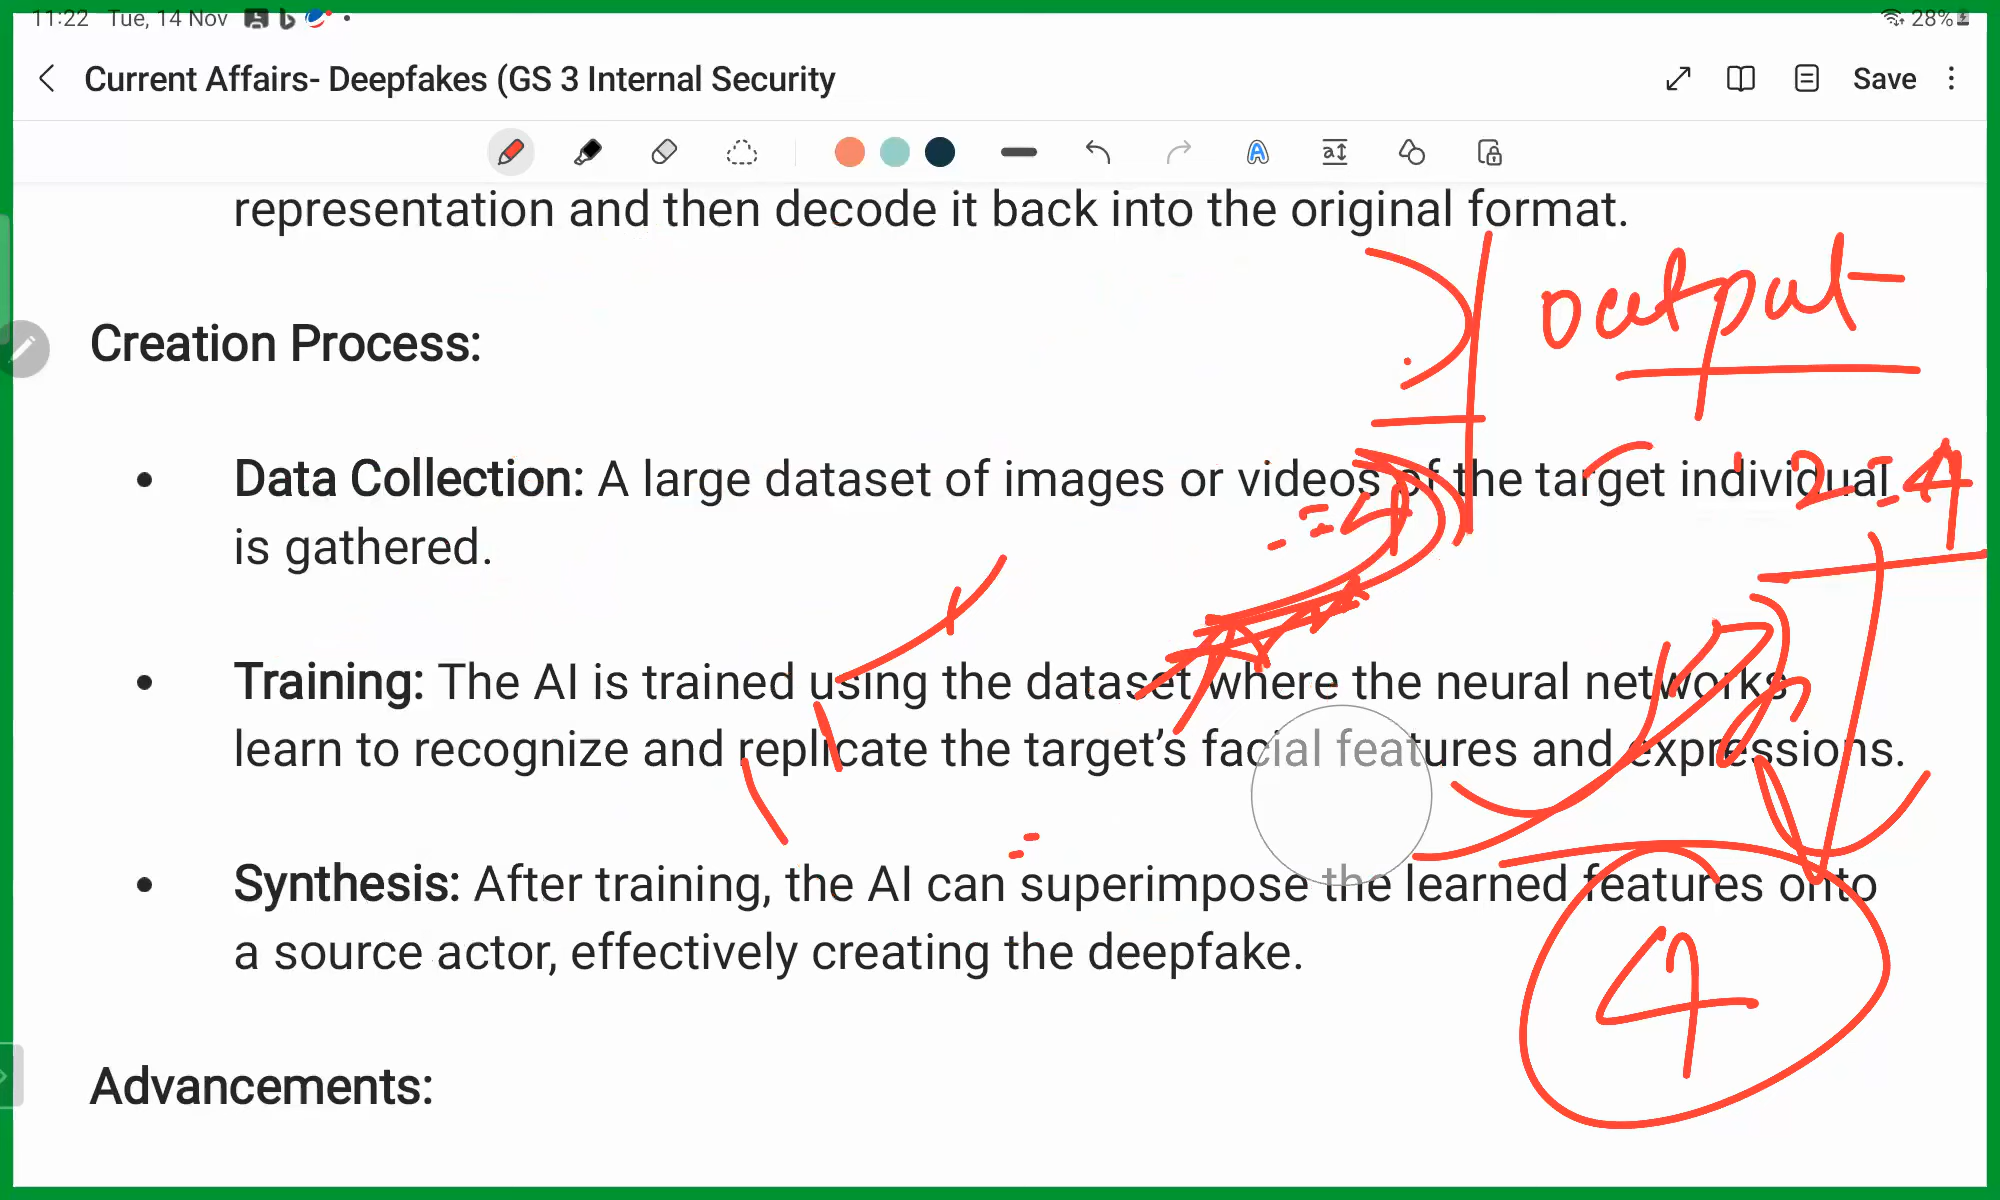 11:22 Tue, 14 Nov
28%
Current Affairs- Deepfakes (GS 3 Internal Security
Save
representation and then decode it back into the original format.
output
Creation Process:
• Data Collection: A large dataset of images or videos of the target individual
is gathered.
2=4
=4
• Training: The AI is trained using the dataset where the neural networks
learn to recognize and replicate the target’s facial features and expressions.
• Synthesis: After training, the AI can superimpose the learned features onto
a source actor, effectively creating the deepfake.
4
Advancements: